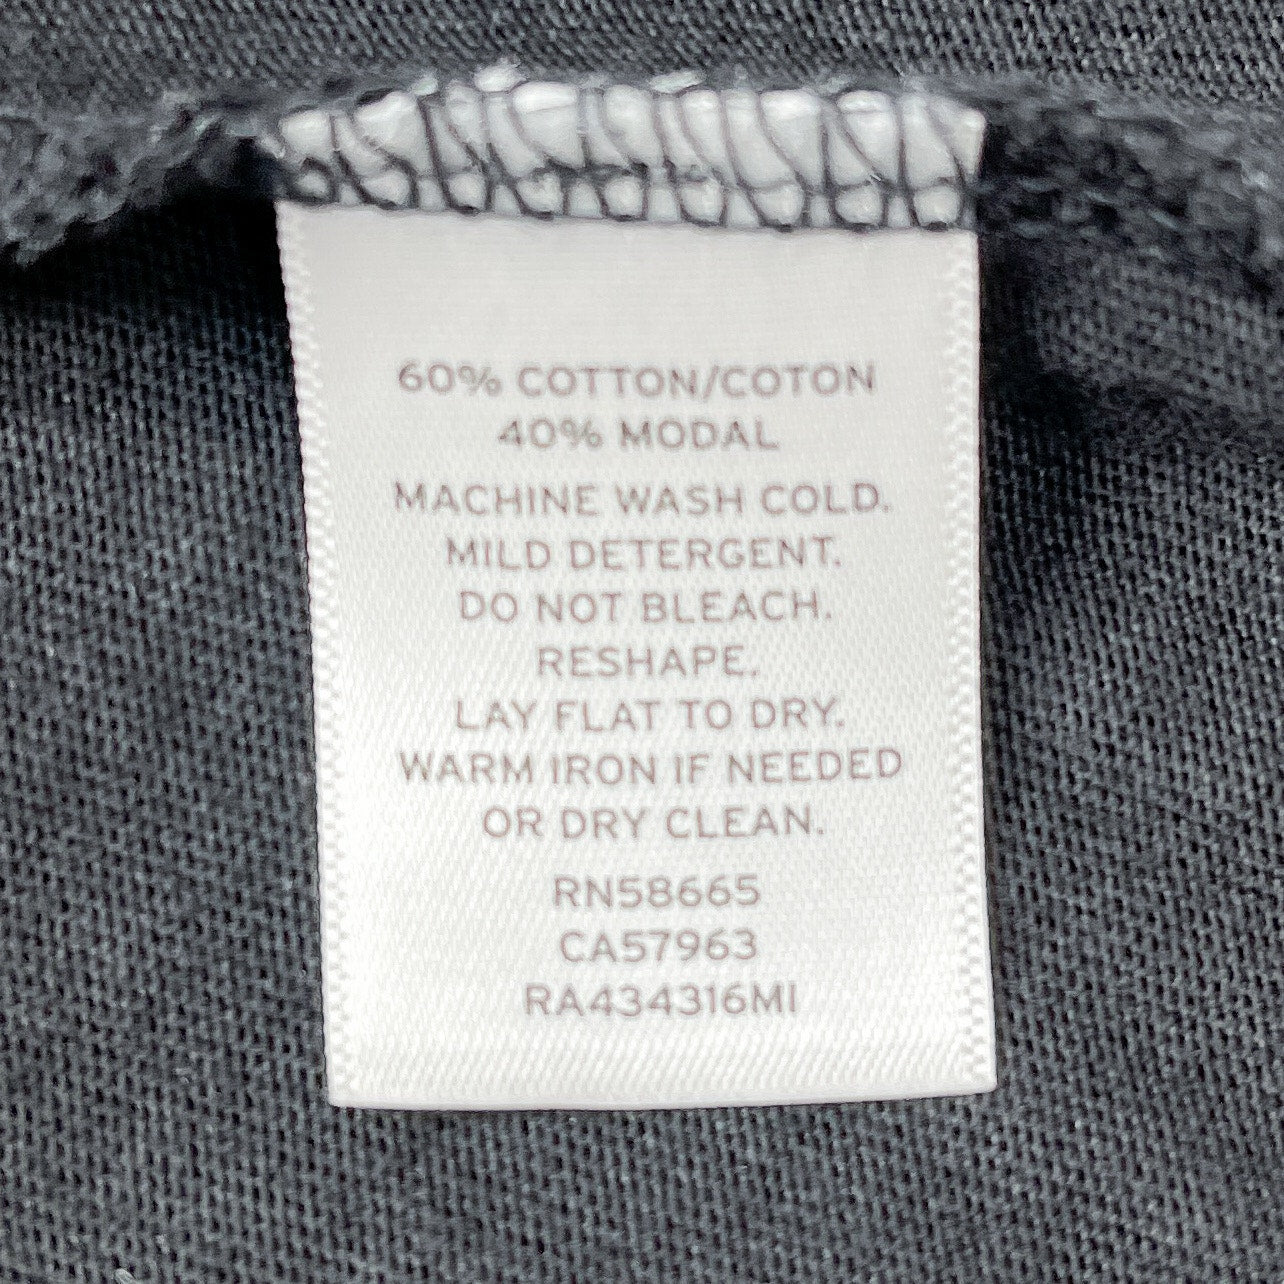 60% COTTON/COTON
40% MODAL
MACHINE WASH COLD.
MILD DETERGENT.
DO NOT BLEACH.
RESHAPE.
LAY FLAT TO DRY.
WARM IRON IF NEEDED
OR DRY CLEAN.
RN58665
CA57963
RA434316MI